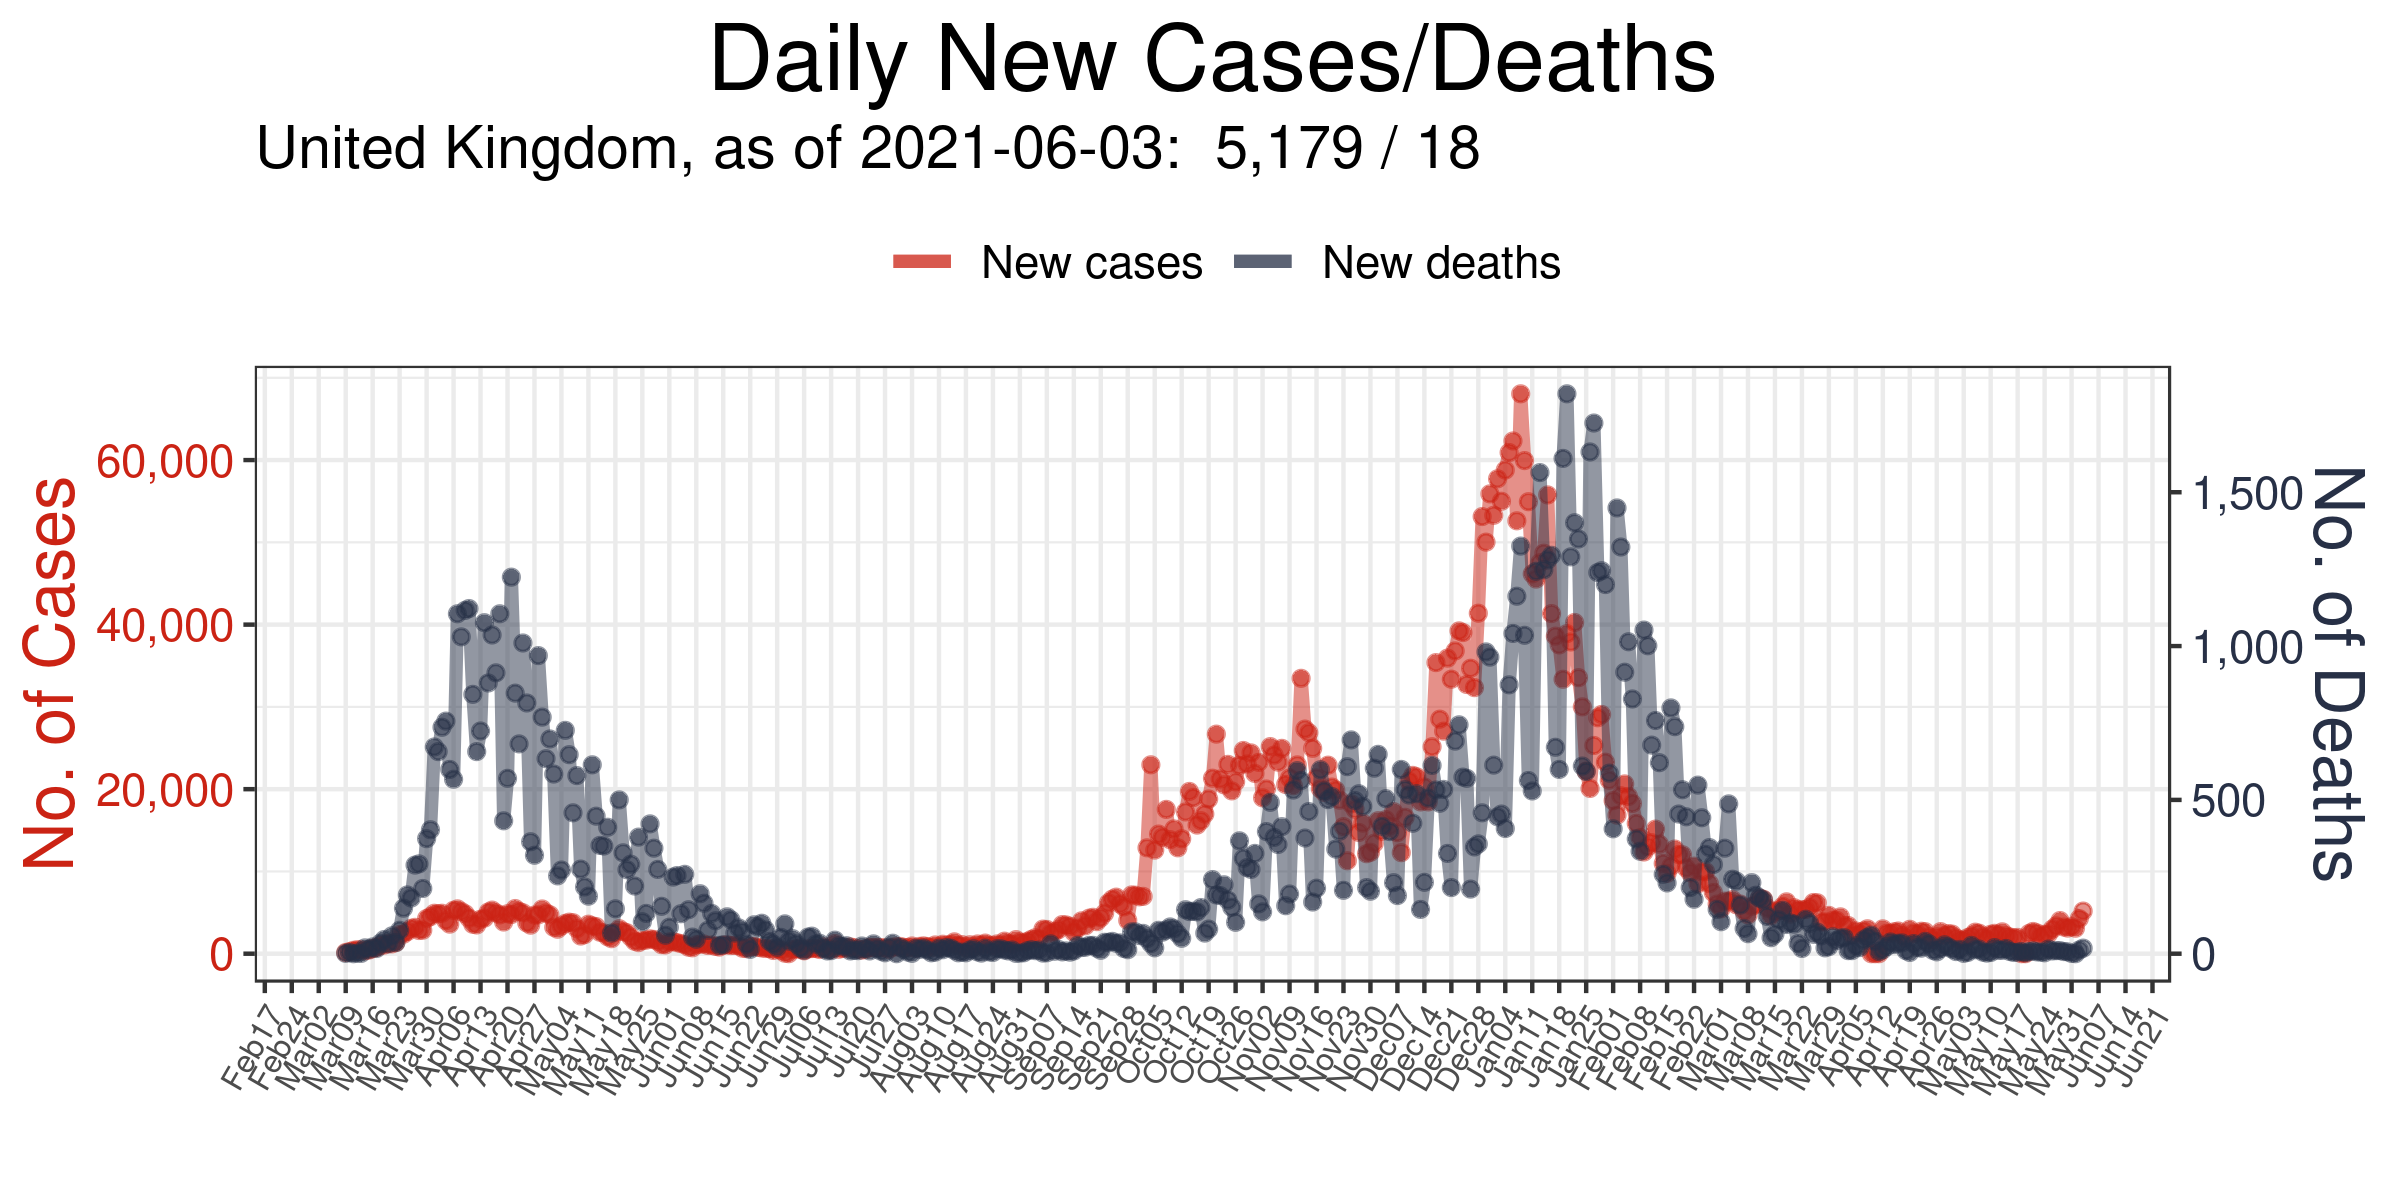 Daily New Cases/Deaths
United Kingdom, as of 2021-06-03:  5,179 / 18
New cases
New deaths
No. of Cases
60,000
40,000
20,000
0
1,500
1,000
500
0
No. of Deaths
Feb17
Feb24
Mar02
Mar09
Mar16
Mar23
Mar30
Apr06
Apr13
Apr20
Apr27
May04
May11
May18
May25
Jun01
Jun08
Jun15
Jun22
Jun29
Jul06
Jul13
Jul20
Jul27
Aug03
Aug10
Aug17
Aug24
Aug31
Sep07
Sep14
Sep21
Sep28
Oct05
Oct12
Oct19
Oct26
Nov02
Nov09
Nov16
Nov23
Nov30
Dec07
Dec14
Dec21
Dec28
Jan04
Jan11
Jan18
Jan25
Feb01
Feb08
Feb15
Feb22
Mar01
Mar08
Mar15
Mar22
Mar29
Apr05
Apr12
Apr19
Apr26
May03
May10
May17
May24
May31
Jun07
Jun14
Jun21